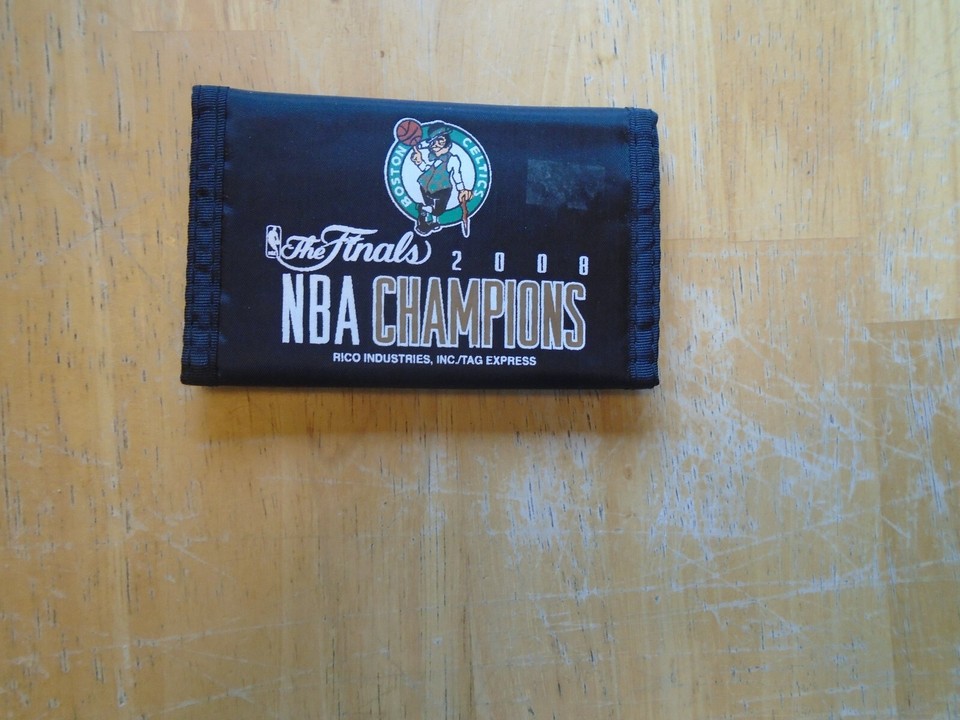 BOSTON CELTICS
The Finals 2008
NBA CHAMPIONS
RICO INDUSTRIES, INC./TAG EXPRESS